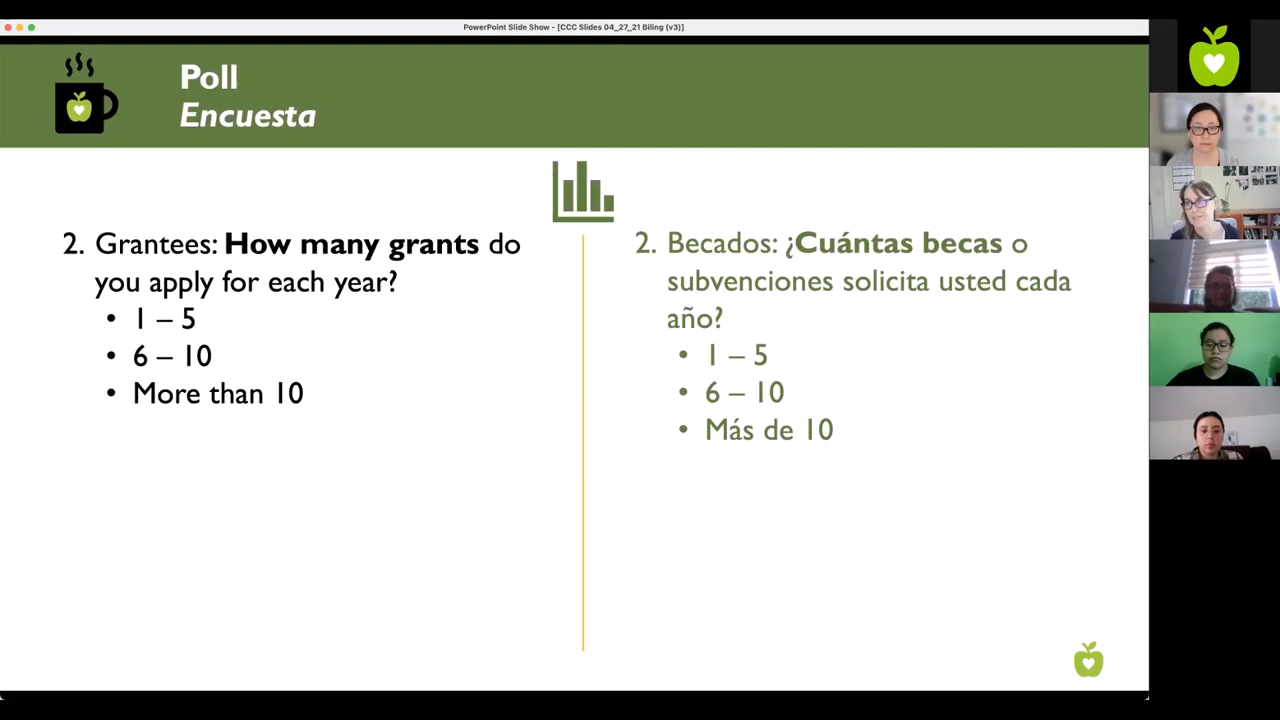 PowerPoint Slide Show - [CCC Slides 04_27_21 Biling (v3)]
Poll
Encuesta
2. Grantees: How many grants do
you apply for each year?
• 1 – 5
• 6 – 10
• More than 10
2. Becados: ¿Cuántas becas o
subvenciones solicita usted cada
año?
• 1 – 5
• 6 – 10
• Más de 10